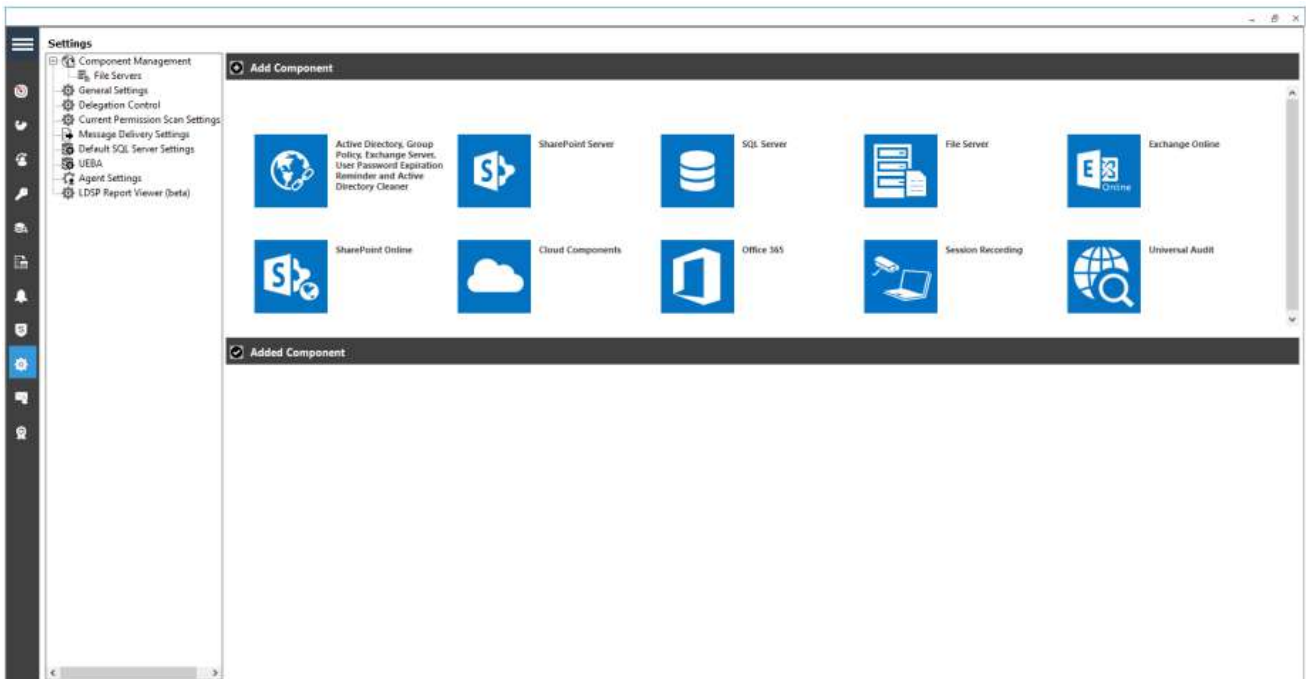 Settings
Component Management
File Servers
General Settings
Delegation Control
Current Permission Scan Settings
Message Delivery Settings
Default SQL Server Settings
UEBA
Agent Settings
LDSP Report Viewer (beta)
Add Component
Active Directory, Group
Policy, Exchange Server,
User Password Expiration
Reminder and Active
Directory Cleaner
SharePoint Server
SQL Server
File Server
Exchange Online
SharePoint Online
Cloud Components
Office 365
Session Recording
Universal Audit
S
E
Online
S
Added Component